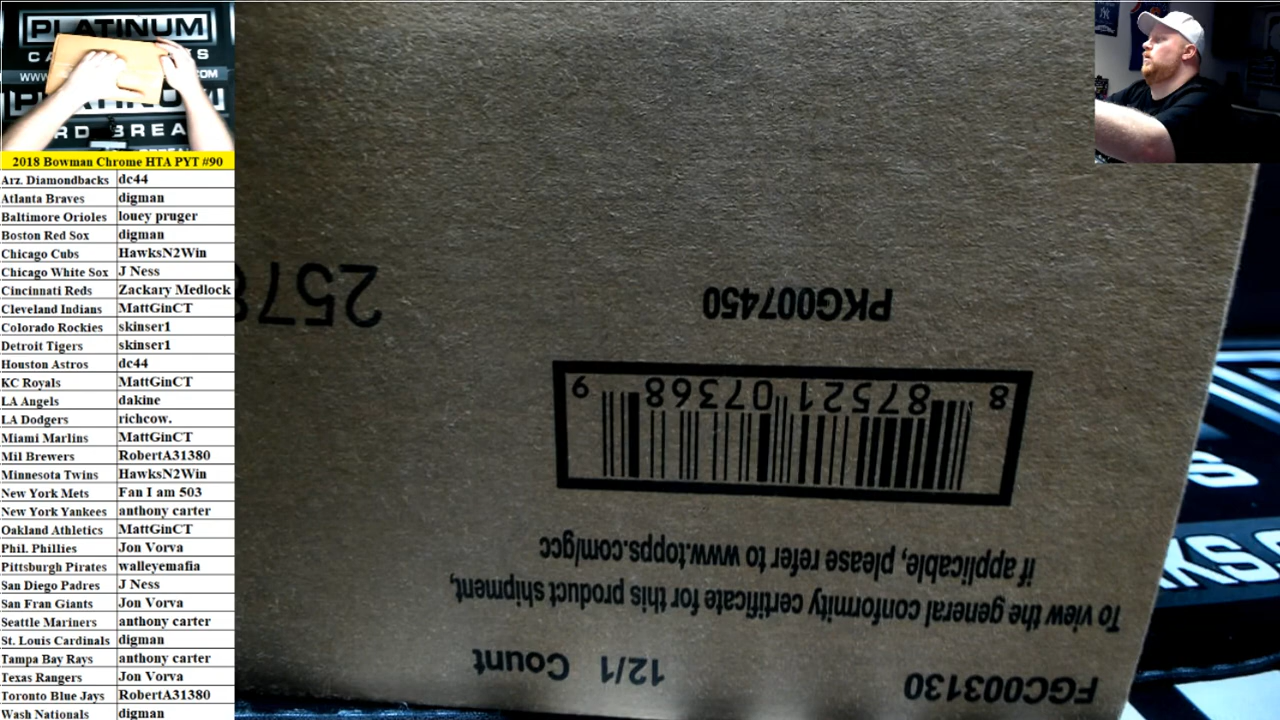 PLATINUM
2018 Bowman Chrome HTA PYT #90
Arz. Diamondbacks dc44
Atlanta Braves digman
Baltimore Orioles louey pruger
Boston Red Sox digman
Chicago Cubs HawksN2Win
Chicago White Sox J Ness
Cincinnati Reds Zackary Medlock
Cleveland Indians MattGinCT
Colorado Rockies skinser1
Detroit Tigers skinser1
Houston Astros dc44
KC Royals MattGinCT
LA Angels dakine
LA Dodgers richcow.
Miami Marlins MattGinCT
Mil Brewers RobertA31380
Minnesota Twins HawksN2Win
New York Mets Fan I am 503
New York Yankees anthony carter
Oakland Athletics MattGinCT
Phil. Phillies Jon Vorva
Pittsburgh Pirates walleyemafia
San Diego Padres J Ness
San Fran Giants Jon Vorva
Seattle Mariners anthony carter
St. Louis Cardinals digman
Tampa Bay Rays anthony carter
Texas Rangers Jon Vorva
Toronto Blue Jays RobertA31380
Wash Nationals digman
FGC003130 12/1 Count
To view the general conformity certificate for this product shipment,
if applicable, please refer to www.topps.com/gcc
8 87521 07368 9
PKG007450